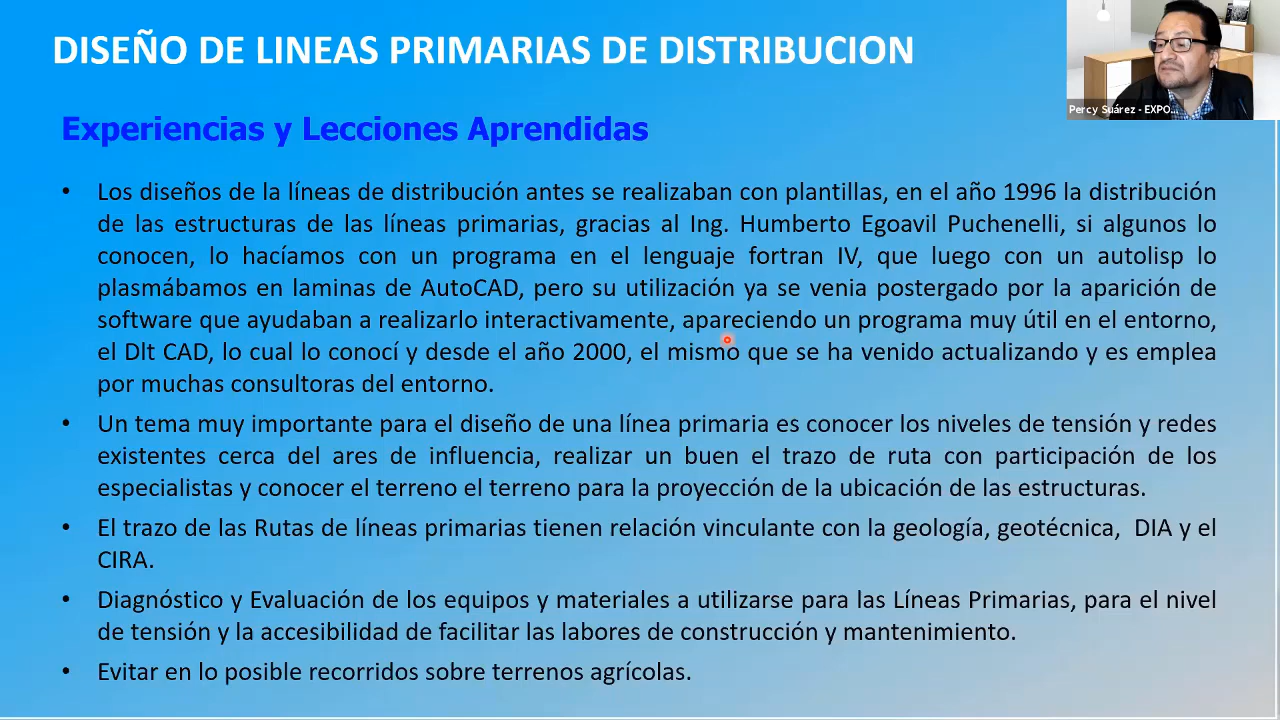 DISEÑO DE LINEAS PRIMARIAS DE DISTRIBUCION
Percy Suárez - EXPO...
Experiencias y Lecciones Aprendidas
• Los diseños de la líneas de distribución antes se realizaban con plantillas, en el año 1996 la distribución
de las estructuras de las líneas primarias, gracias al Ing. Humberto Egoavil Puchenelli, si algunos lo
conocen, lo hacíamos con un programa en el lenguaje fortran IV, que luego con un autolisp lo
plasmábamos en laminas de AutoCAD, pero su utilización ya se venia postergado por la aparición de
software que ayudaban a realizarlo interactivamente, apareciendo un programa muy útil en el entorno,
el Dlt CAD, lo cual lo conocí y desde el año 2000, el mismo que se ha venido actualizando y es emplea
por muchas consultoras del entorno.
• Un tema muy importante para el diseño de una línea primaria es conocer los niveles de tensión y redes
existentes cerca del ares de influencia, realizar un buen el trazo de ruta con participación de los
especialistas y conocer el terreno el terreno para la proyección de la ubicación de las estructuras.
• El trazo de las Rutas de líneas primarias tienen relación vinculante con la geología, geotécnica, DIA y el
CIRA.
• Diagnóstico y Evaluación de los equipos y materiales a utilizarse para las Líneas Primarias, para el nivel
de tensión y la accesibilidad de facilitar las labores de construcción y mantenimiento.
• Evitar en lo posible recorridos sobre terrenos agrícolas.